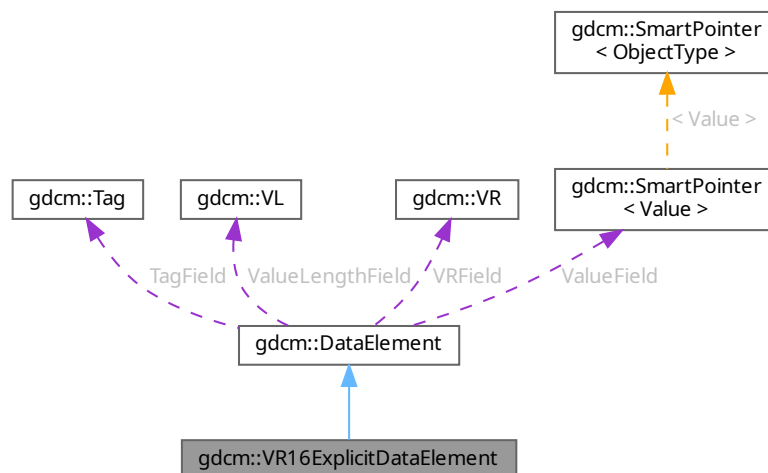 gdcm::SmartPointer
< ObjectType >
< Value >
gdcm::Tag
gdcm::VL
gdcm::VR
gdcm::SmartPointer
< Value >
TagField
ValueLengthField
VRField
ValueField
gdcm::DataElement
gdcm::VR16ExplicitDataElement